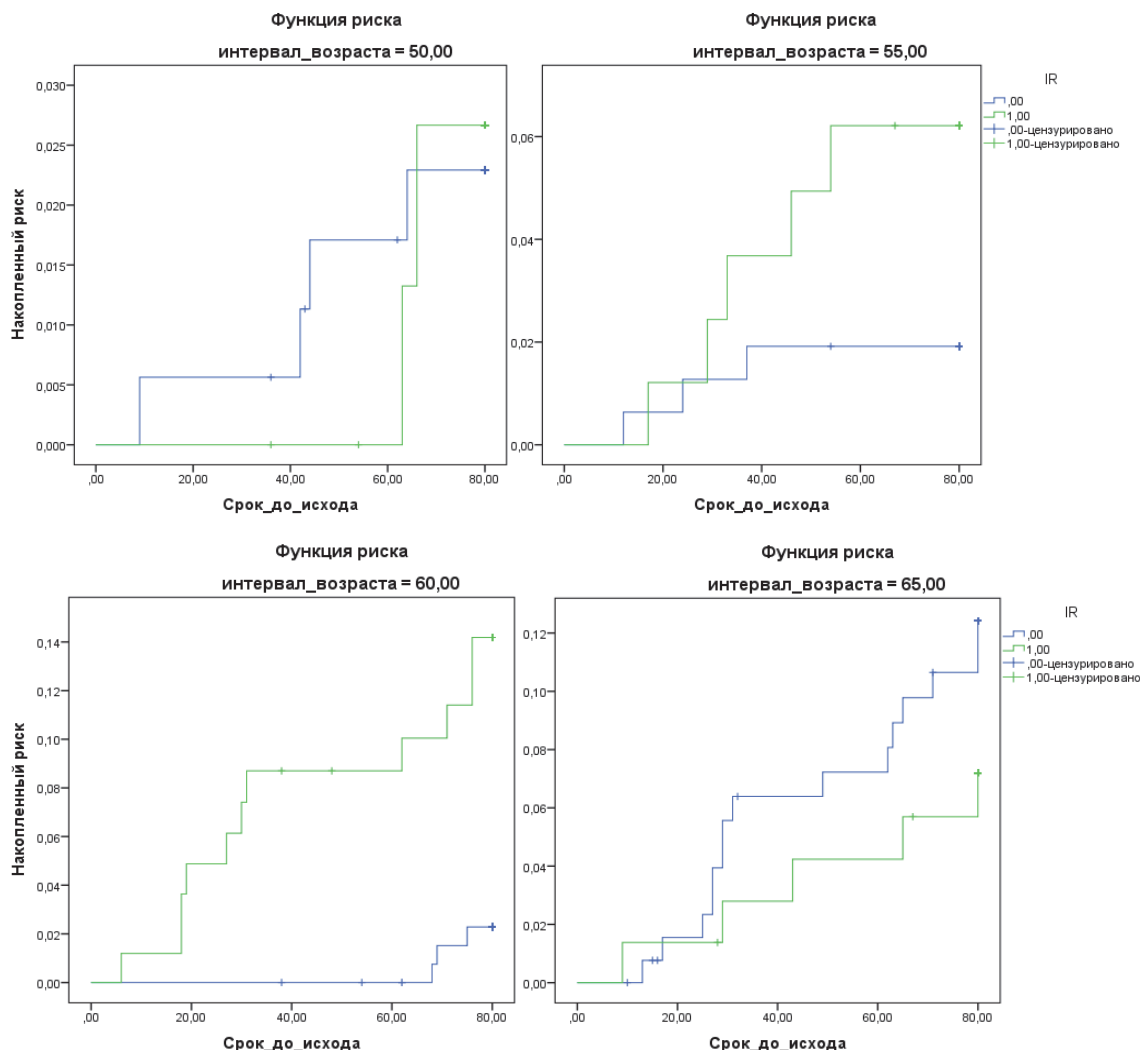 Функция риска
интервал_возраста = 50,00
Накопленный риск
0,030
0,025
0,020
0,015
0,010
0,005
0,000
,00
20,00
40,00
60,00
80,00
Срок_до_исхода
Функция риска
интервал_возраста = 55,00
0,06
0,04
0,02
0,00
,00
20,00
40,00
60,00
80,00
Срок_до_исхода
IR
,00
1,00
,00-цензурировано
1,00-цензурировано
Функция риска
интервал_возраста = 60,00
Накопленный риск
0,14
0,12
0,10
0,08
0,06
0,04
0,02
0,00
,00
20,00
40,00
60,00
80,00
Срок_до_исхода
Функция риска
интервал_возраста = 65,00
0,12
0,10
0,08
0,06
0,04
0,02
0,00
,00
20,00
40,00
60,00
80,00
Срок_до_исхода
IR
,00
1,00
,00-цензурировано
1,00-цензурировано